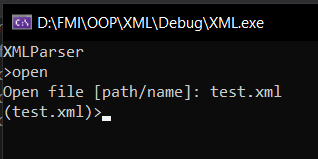 D:\FMI\OOP\XML\Debug\XML.exe
XMLParser
>open
Open file [path/name]: test.xml
(test.xml)>